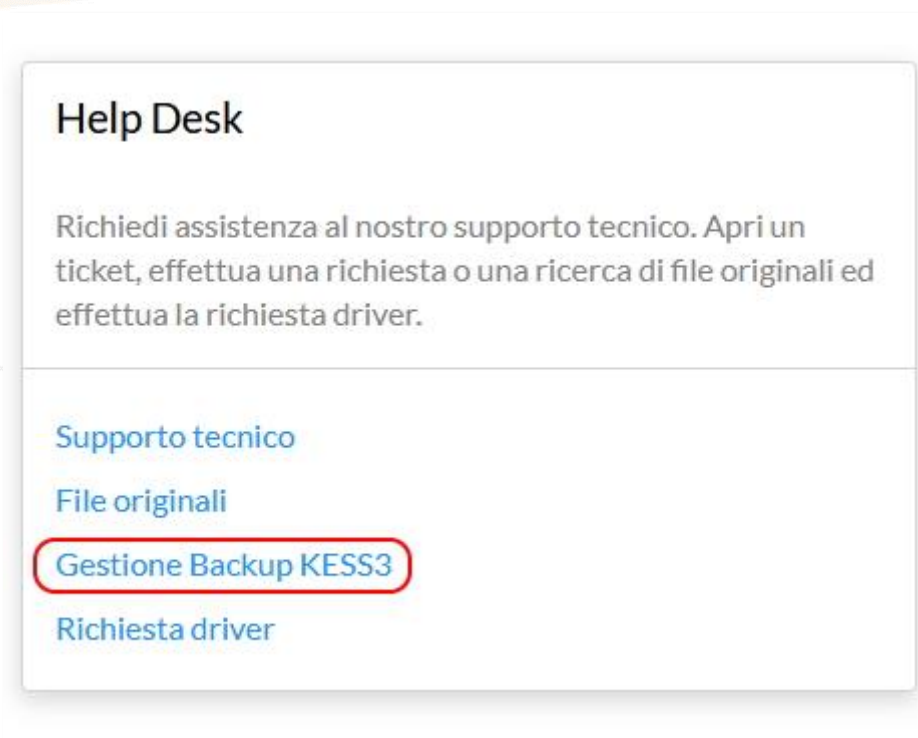 Help Desk
Richiedi assistenza al nostro supporto tecnico. Apri un
ticket, effettua una richiesta o una ricerca di file originali ed
effettua la richiesta driver.
Supporto tecnico
File originali
Gestione Backup KESS3
Richiesta driver